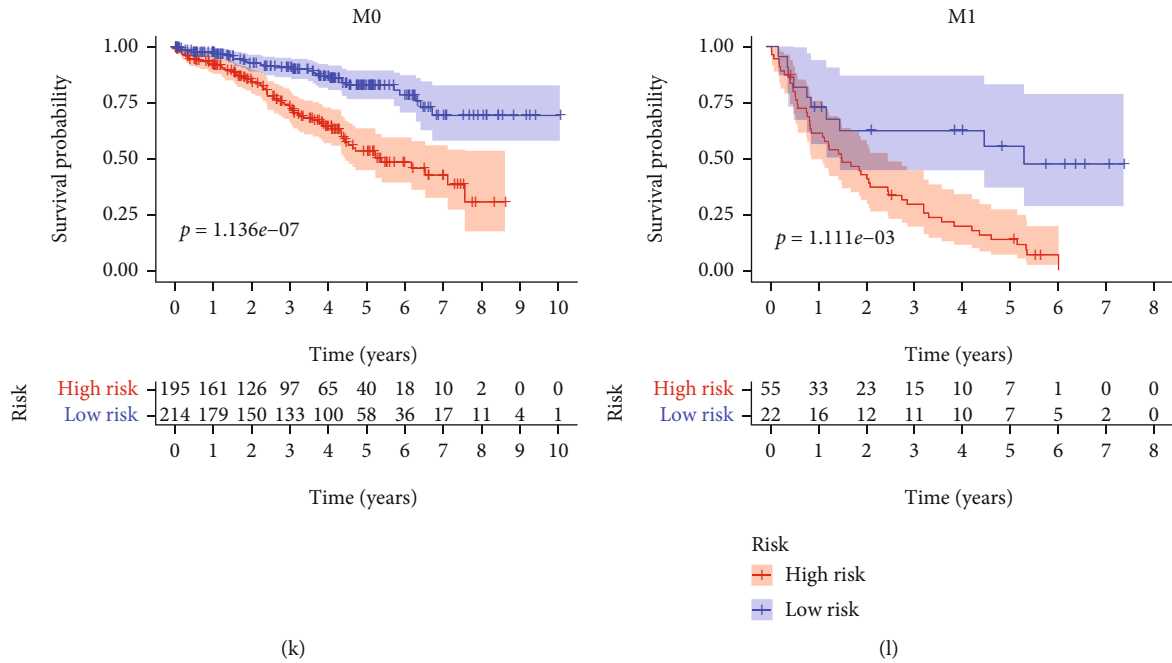 M0
Survival probability
1.00
0.75
0.50
0.25
0.00
p = 1.136e−07
0 1 2 3 4 5 6 7 8 9 10
Time (years)
Risk
High risk 195 161 126 97 65 40 18 10 2 0 0
Low risk 214 179 150 133 100 58 36 17 11 4 1
0 1 2 3 4 5 6 7 8 9 10
Time (years)
(k)
M1
Survival probability
1.00
0.75
0.50
0.25
0.00
p = 1.111e−03
0 1 2 3 4 5 6 7 8
Time (years)
Risk
High risk 55 33 23 15 10 7 1 0 0
Low risk 22 16 12 11 10 7 5 2 0
0 1 2 3 4 5 6 7 8
Time (years)
Risk
High risk
Low risk
(l)